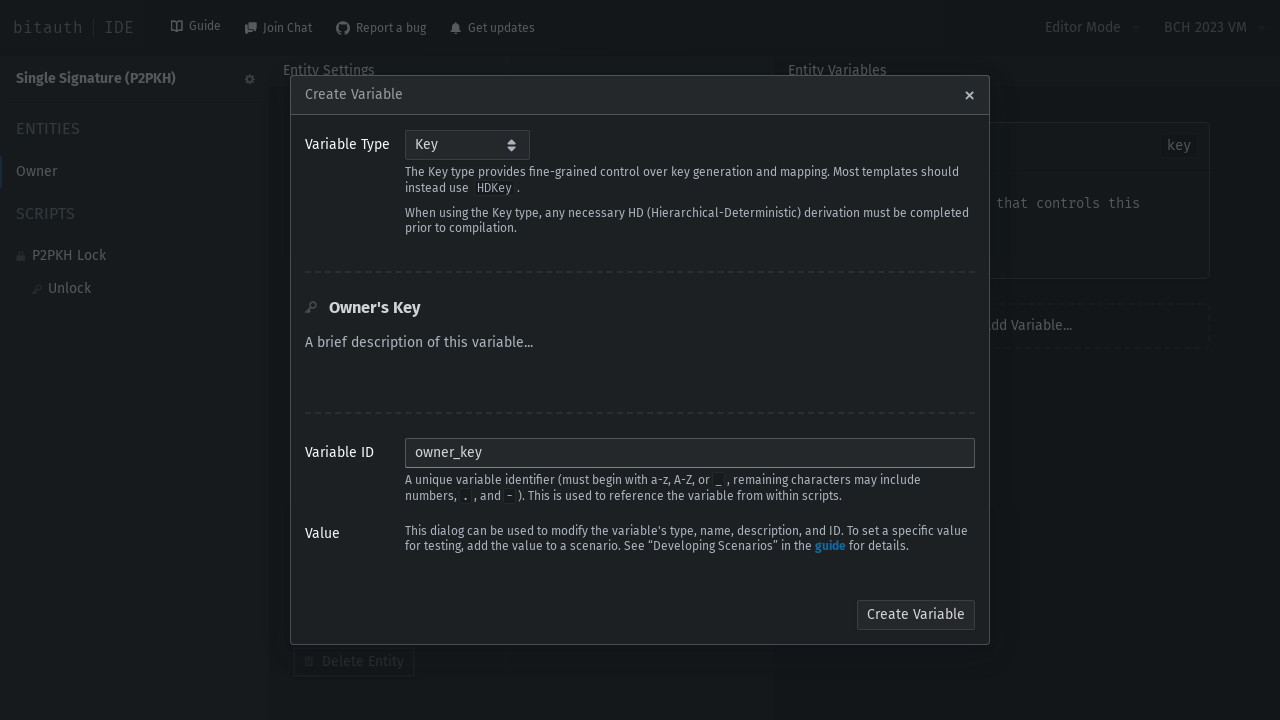 bitauth | IDE
Guide
Join Chat
Report a bug
Get updates
Editor Mode
BCH 2023 VM
Single Signature (P2PKH)
ENTITIES
Owner
SCRIPTS
P2PKH Lock
Unlock
Entity Settings
Entity Variables
key
that controls this
dd Variable...
Delete Entity
Create Variable
Variable Type
Key
The Key type provides fine-grained control over key generation and mapping. Most templates should
instead use HDKey .
When using the Key type, any necessary HD (Hierarchical-Deterministic) derivation must be completed
prior to compilation.
Owner's Key
A brief description of this variable...
Variable ID
owner_key
A unique variable identifier (must begin with a-z, A-Z, or _ , remaining characters may include
numbers, . , and - ). This is used to reference the variable from within scripts.
Value
This dialog can be used to modify the variable's type, name, description, and ID. To set a specific value
for testing, add the value to a scenario. See “Developing Scenarios” in the guide for details.
Create Variable